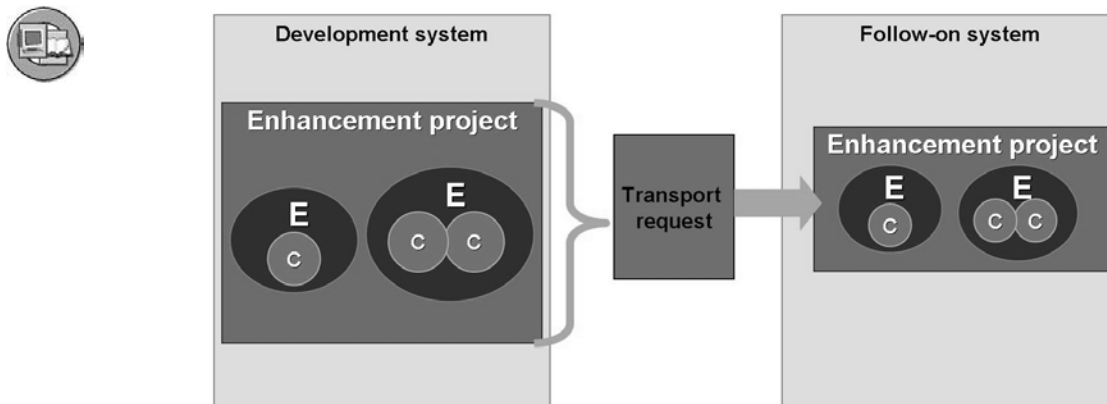 Development system
Enhancement project
E
C
E
C C
Transport
request
Follow-on system
Enhancement project
E
C
E
C C